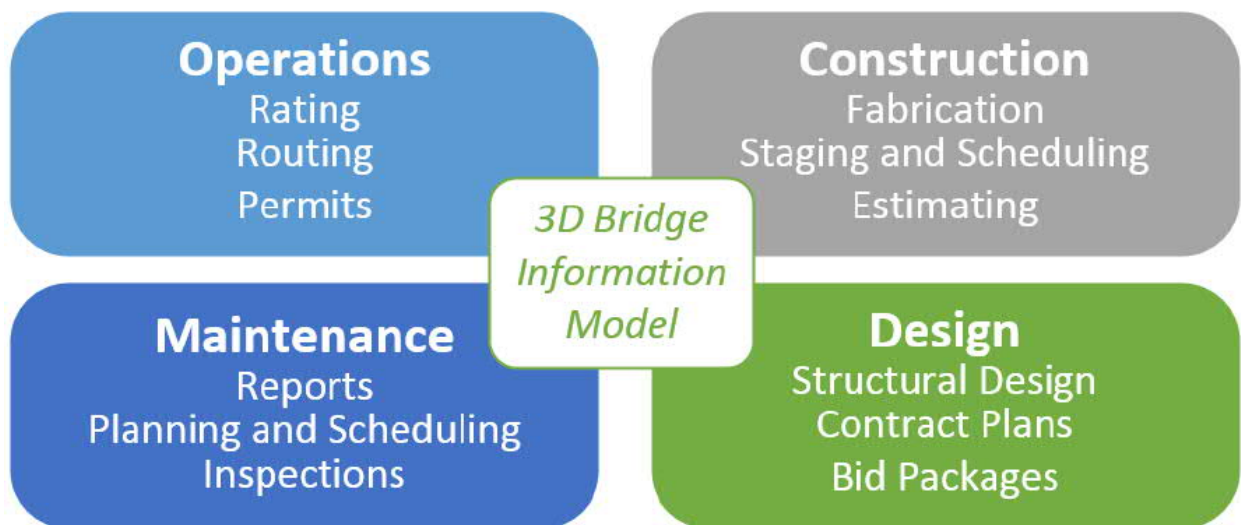 Operations
Rating
Routing
Permits
Construction
Fabrication
Staging and Scheduling
Estimating
3D Bridge
Information
Model
Maintenance
Reports
Planning and Scheduling
Inspections
Design
Structural Design
Contract Plans
Bid Packages